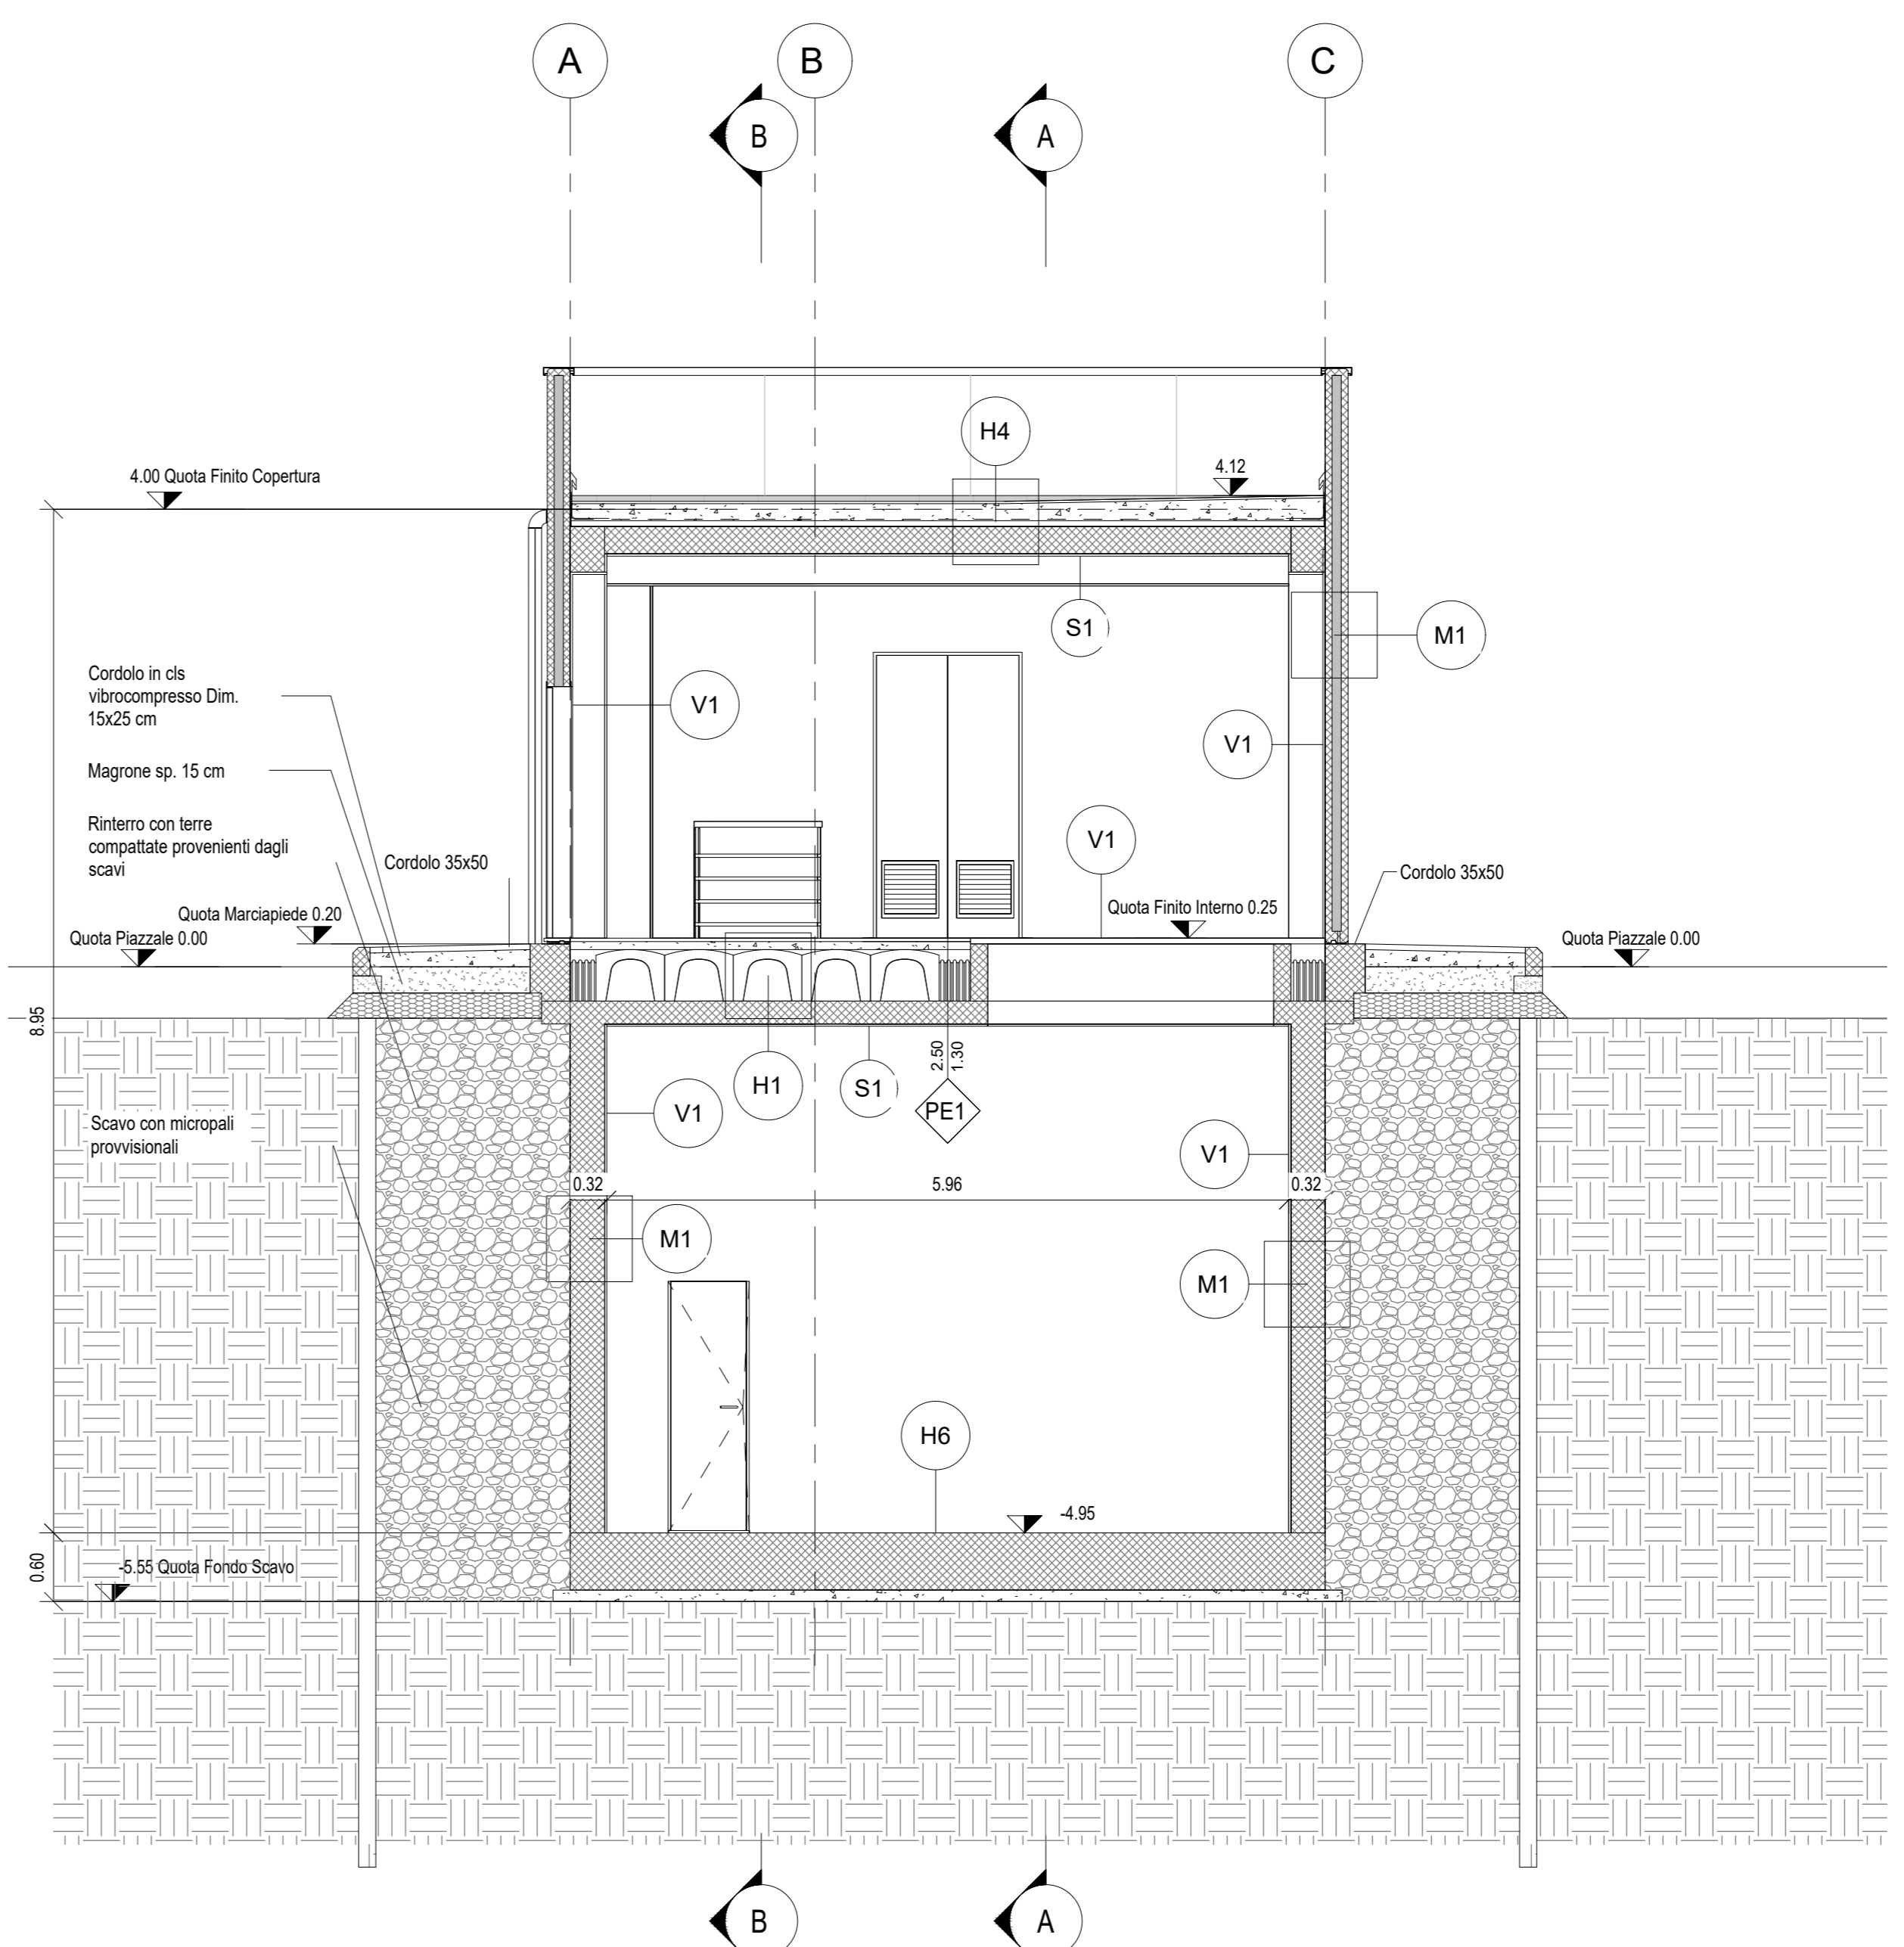 A
B
C
B
A
H4
4.00 Quota Finito Copertura
4.12
S1
M1
Cordolo in cls
vibrocompresso Dim.
15x25 cm
V1
V1
Magrone sp. 15 cm
Rinterro con terre
compattate provenienti dagli
scavi
V1
Cordolo 35x50
Cordolo 35x50
Quota Marciapiede 0.20
Quota Finito Interno 0.25
Quota Piazzale 0.00
Quota Piazzale 0.00
8.95
2.50
1.30
H1
S1
V1
PE1
Scavo con micropali
provvisionali
V1
0.32
5.96
0.32
M1
M1
H6
-4.95
0.60
-5.55 Quota Fondo Scavo
B
A